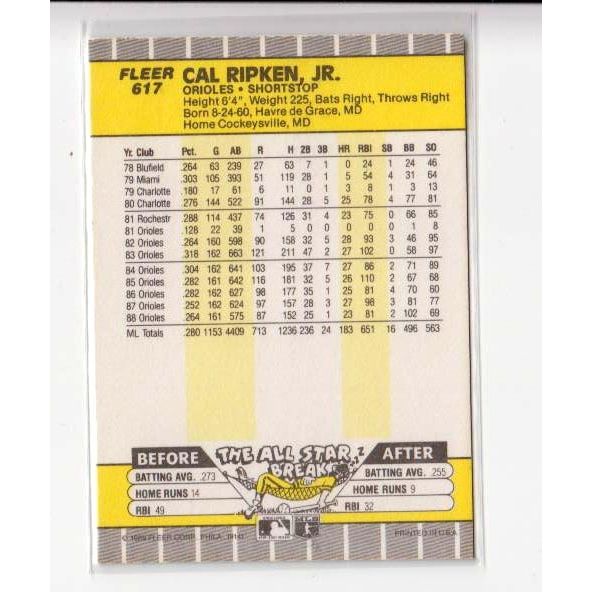 FLEER 617
CAL RIPKEN, JR.
ORIOLES • SHORTSTOP
Height 6'4", Weight 225, Bats Right, Throws Right
Born 8-24-60, Havre de Grace, MD
Home Cockeysville, MD
Yr. Club Pct. G AB R H 2B 3B HR RBI SB BB SO
78 Blufield .264 63 239 27 63 7 1 0 24 1 24 46
79 Miami .303 105 393 51 119 28 1 5 54 4 31 64
79 Charlotte .180 17 61 6 11 0 1 3 8 1 3 13
80 Charlotte .276 144 522 91 144 28 5 25 78 4 77 81
81 Rochestr .288 114 437 74 126 31 4 23 75 0 66 85
81 Orioles .128 22 39 1 5 0 0 0 0 0 1 8
82 Orioles .264 160 598 90 158 32 5 28 93 3 46 95
83 Orioles .318 162 663 121 211 47 2 27 102 0 58 97
84 Orioles .304 162 641 103 195 37 7 27 86 2 71 89
85 Orioles .282 161 642 116 181 32 5 26 110 2 67 68
86 Orioles .282 162 627 98 177 35 1 25 81 4 70 60
87 Orioles .252 162 624 97 157 28 3 27 98 3 81 77
88 Orioles .264 161 575 87 152 25 1 23 81 2 102 69
ML Totals .280 1153 4409 713 1236 236 24 183 651 16 496 563
BEFORE THE ALL STAR BREAK AFTER
BATTING AVG. .273 BATTING AVG. .255
HOME RUNS 14 HOME RUNS 9
RBI 49 RBI 32
MLB
© 1989 FLEER CORP. PHILA. PRINTED IN U.S.A.